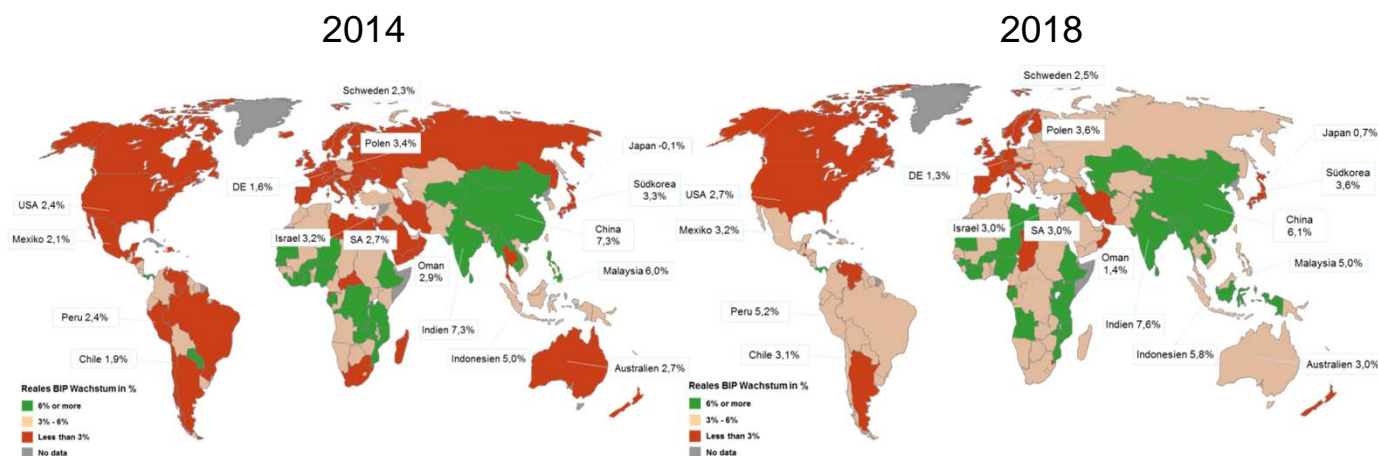 2014
Schweden 2,3%
Polen 3,4%
Japan -0,1%
DE 1,6%
Südkorea
3,3%
USA 2,4%
Mexiko 2,1%
Israel 3,2%
SA 2,7%
China
7,3%
Oman
2,9%
Malaysia 6,0%
Peru 2,4%
Indien 7,3%
Chile 1,9%
Indonesien 5,0%
Australien 2,7%
Reales BIP Wachstum in %
6% or more
3% - 6%
Less than 3%
No data
2018
Schweden 2,5%
Polen 3,6%
Japan 0,7%
DE 1,3%
Südkorea
3,6%
USA 2,7%
Mexiko 3,2%
Israel 3,0%
SA 3,0%
China
6,1%
Oman
1,4%
Malaysia 5,0%
Peru 5,2%
Indien 7,6%
Chile 3,1%
Indonesien 5,8%
Australien 3,0%
Reales BIP Wachstum in %
6% or more
3% - 6%
Less than 3%
No data